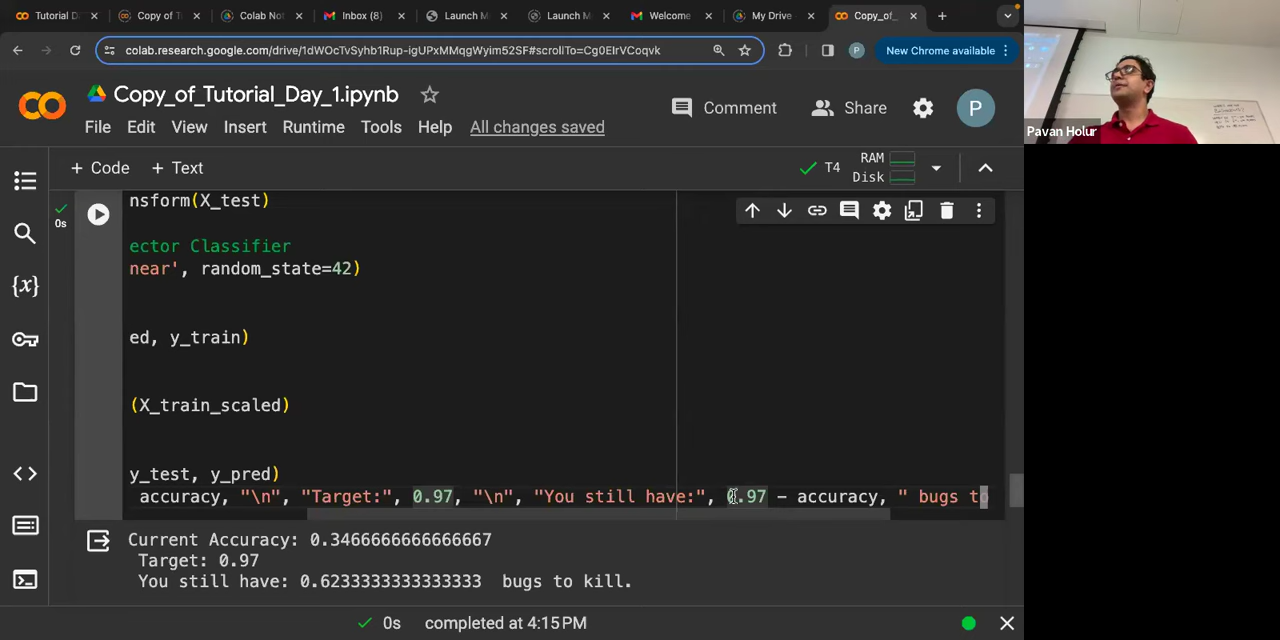 Tutorial D
Copy of T
Colab Not
Inbox (8)
Launch M
Launch M
Welcome
My Drive
Copy_of_
colab.research.google.com/drive/1dWOcTvSyhb1Rup-igUPxMMqgWyim52SF#scrollTo=Cg0EIrVCoqyk
P
New Chrome available
Copy_of_Tutorial_Day_1.ipynb
Comment
Share
P
File Edit View Insert Runtime Tools Help All changes saved
+ Code + Text
T4
RAM
Disk
0s
nsform(X_test)
ector Classifier
near', random_state=42)
ed, y_train)
(X_train_scaled)
y_test, y_pred)
accuracy, "\n", "Target:", 0.97, "\n", "You still have:", 0.97 - accuracy, " bugs to
Current Accuracy: 0.3466666666666667
Target: 0.97
You still have: 0.6233333333333333 bugs to kill.
0s completed at 4:15 PM
Pavan Holur